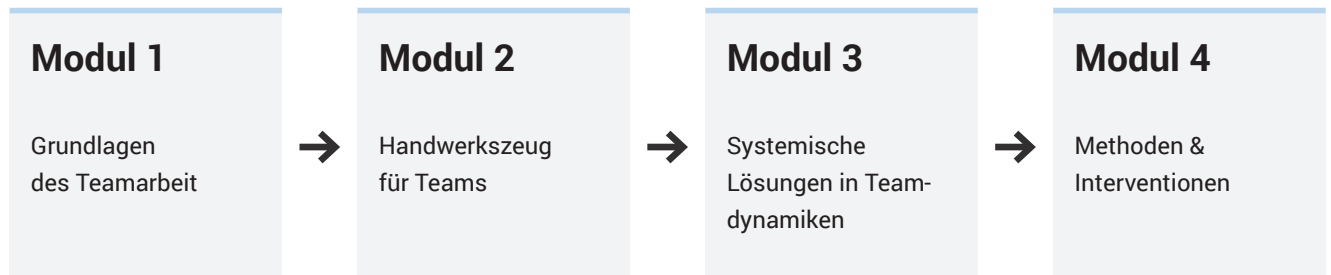 Modul 1
Grundlagen
des Teamarbeit
Modul 2
Handwerkszeug
für Teams
Modul 3
Systemische
Lösungen in Team-
dynamiken
Modul 4
Methoden &
Interventionen